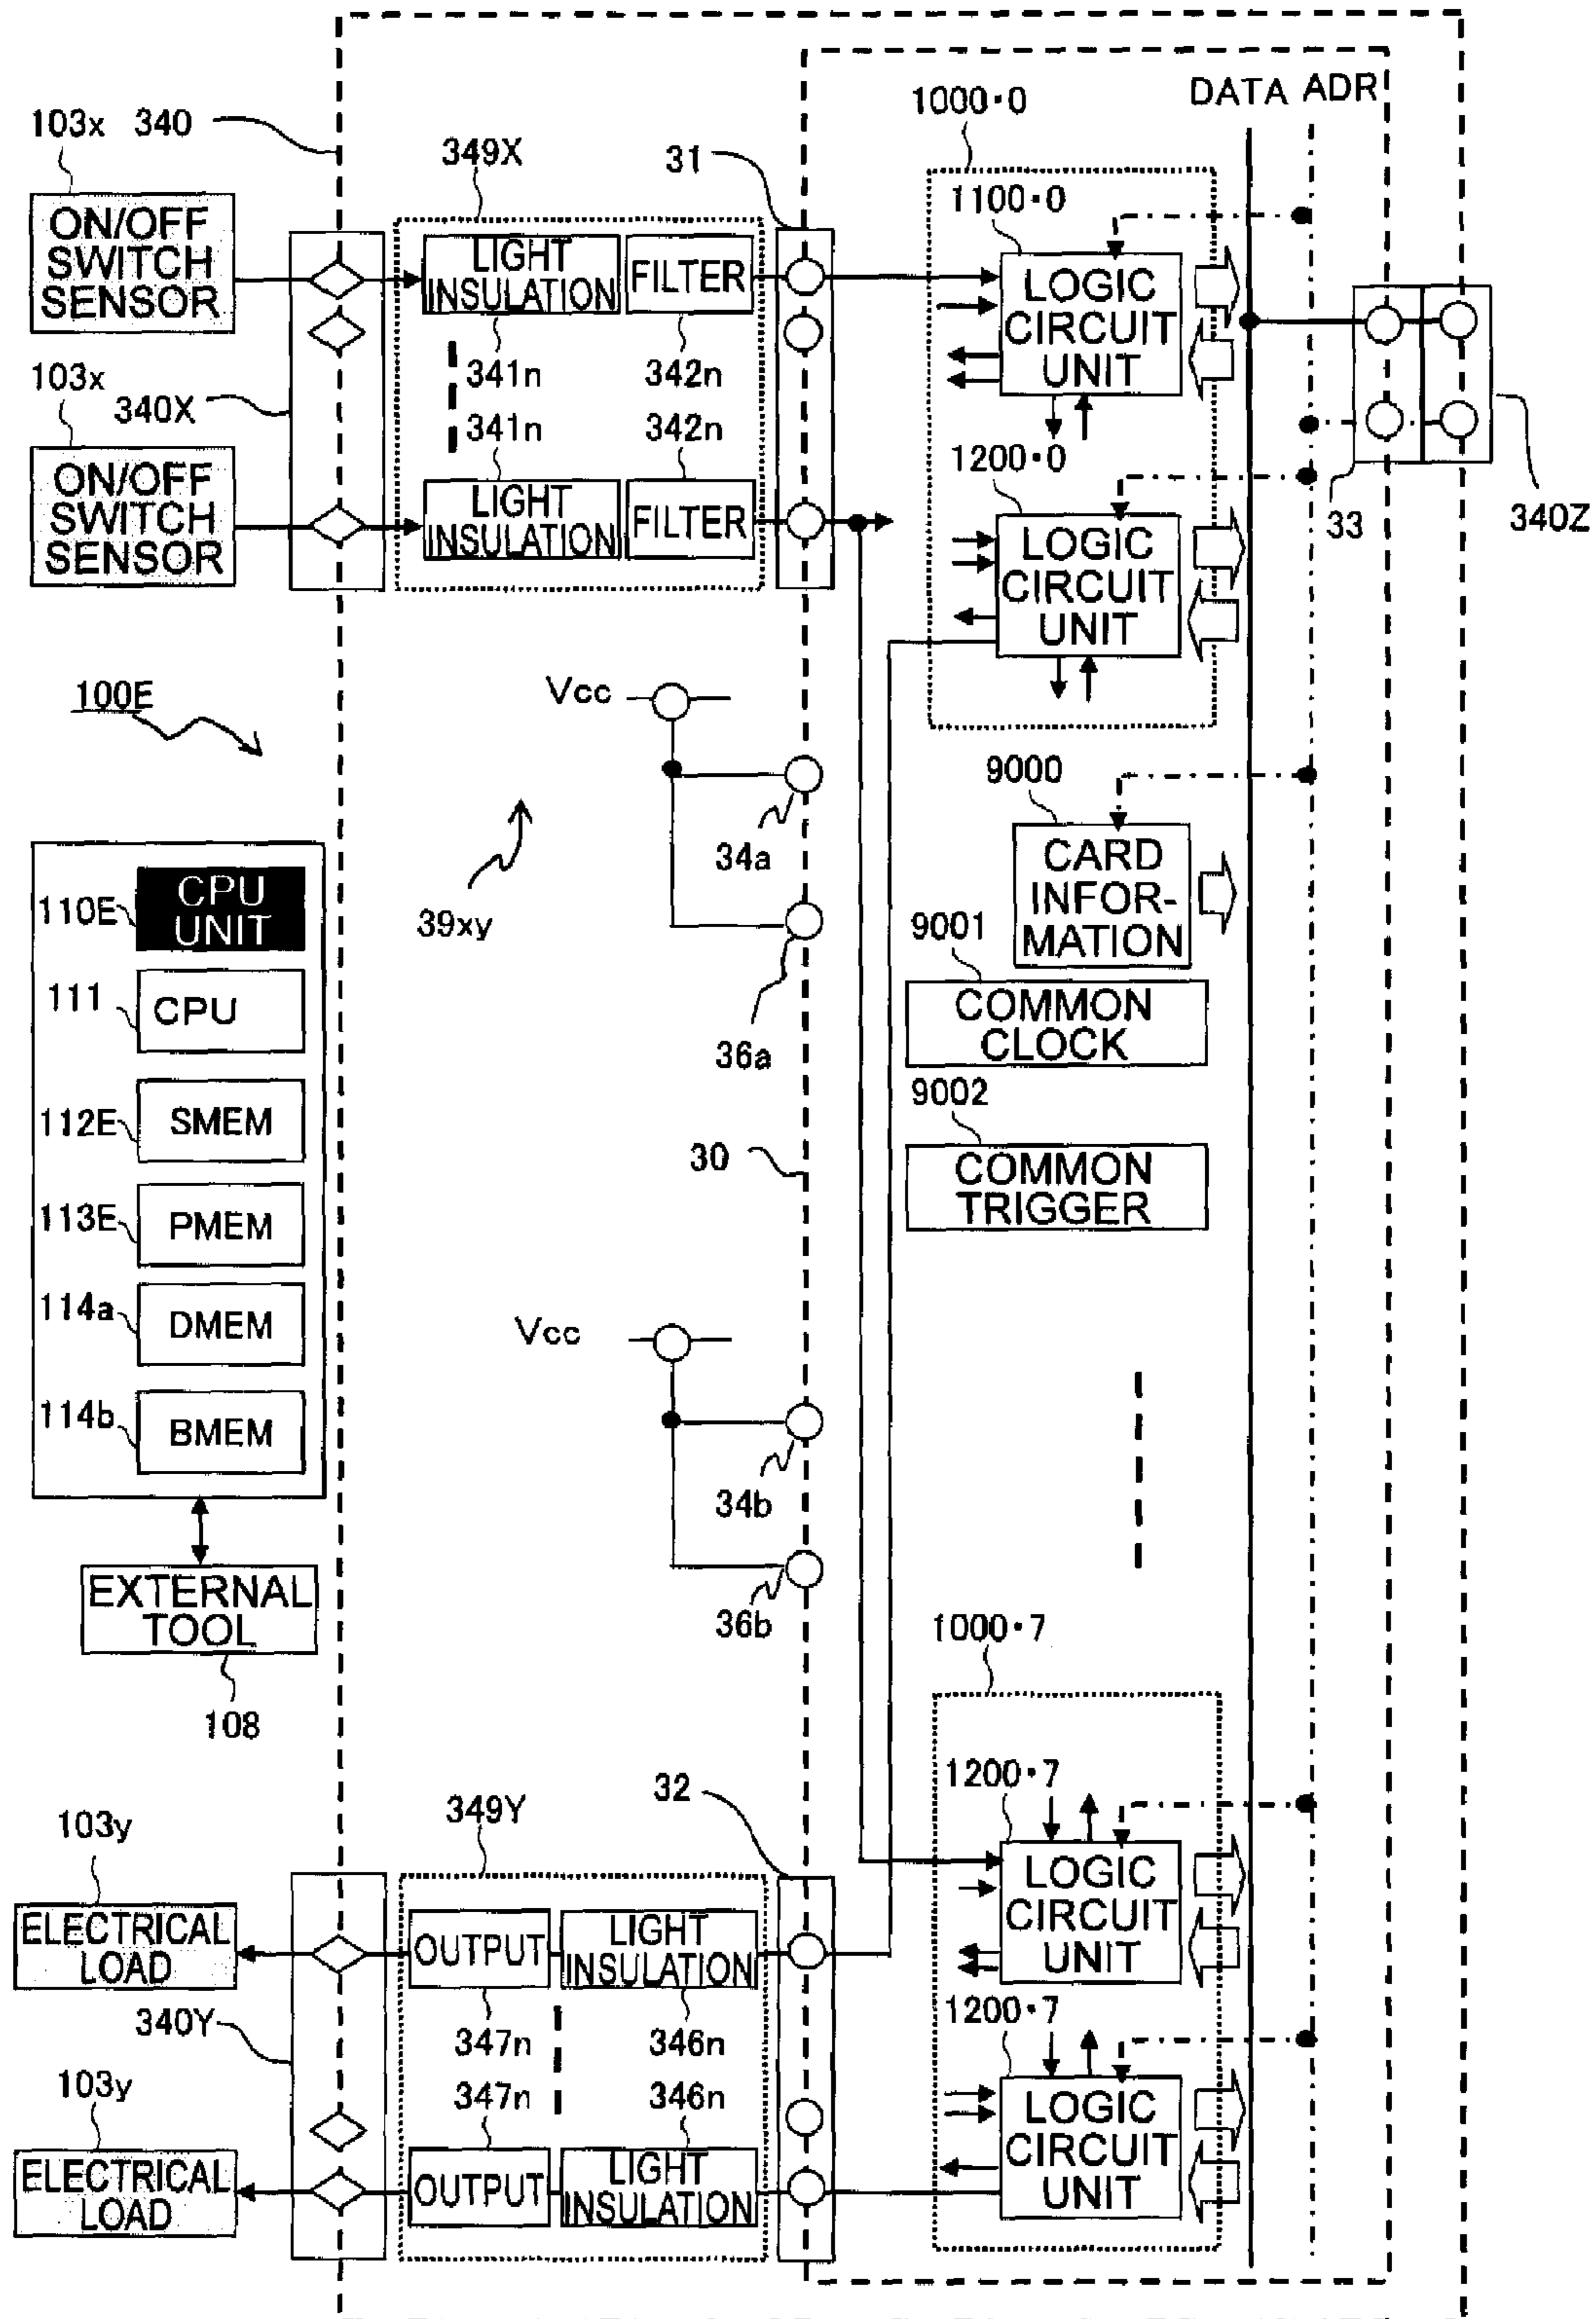 DATA ADR
1000・0
103x 340
349X
31
1100・0
ON/OFF
SWITCH
SENSOR
LIGHT
INSULATION
FILTER
LOGIC
CIRCUIT
UNIT
341n
342n
103x
340X
341n
342n
1200・0
ON/OFF
SWITCH
SENSOR
LIGHT
INSULATION
FILTER
LOGIC
CIRCUIT
UNIT
33
340Z
100E
Vcc
34a
9000
CARD
INFOR-
MATION
39xy
36a
9001
COMMON
CLOCK
9002
COMMON
TRIGGER
30
110E
CPU
UNIT
111
CPU
112E
SMEM
113E
PMEM
114a
DMEM
114b
BMEM
Vcc
34b
36b
EXTERNAL
TOOL
108
1000・7
1200・7
32
349Y
103y
ELECTRICAL
LOAD
OUTPUT
LIGHT
INSULATION
LOGIC
CIRCUIT
UNIT
340Y
347n
346n
1200・7
103y
347n
346n
ELECTRICAL
LOAD
OUTPUT
LIGHT
INSULATION
LOGIC
CIRCUIT
UNIT